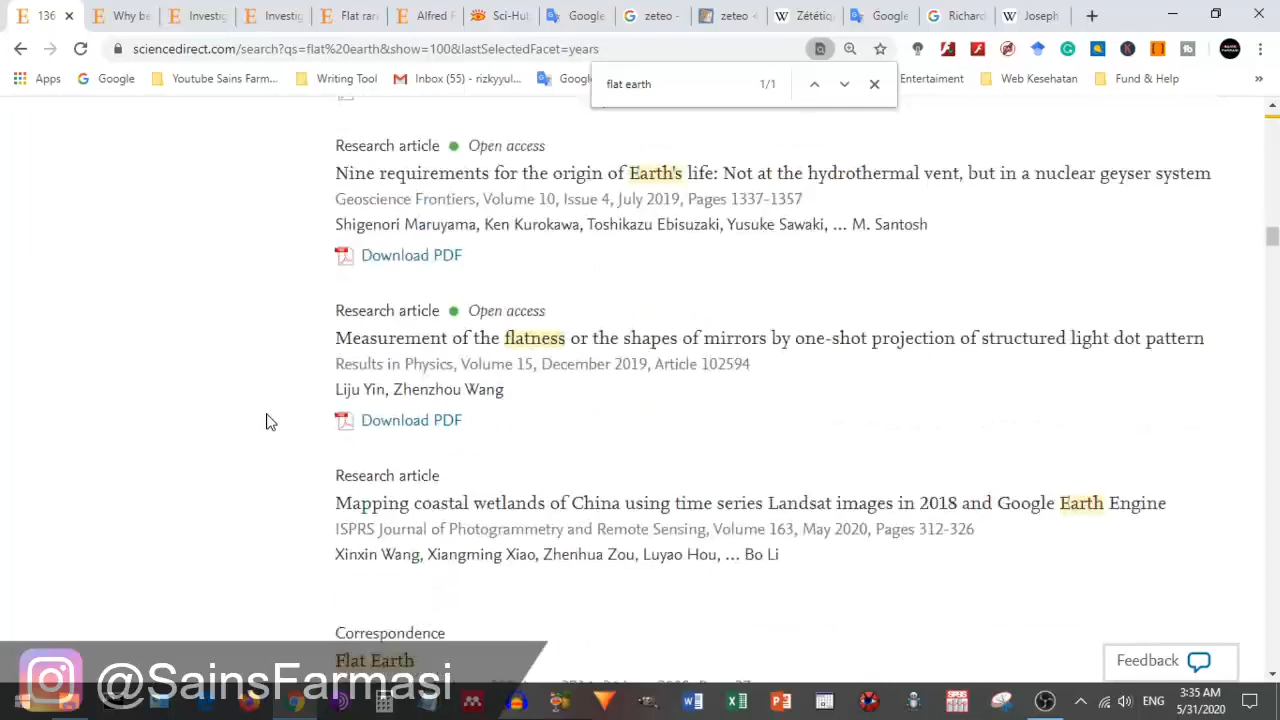 136 Why be Investig Investig Flat rar Alfred F Sci-Hut Google zeteo - zeteo - Zététiq Google Richard Joseph
sciencedirect.com/search?qs=flat%20earth&show=100&lastSelectedFacet=years
Apps Google Youtube Sains Farm... Writing Tool Inbox (55) - rizkyyul... Google Entertaiment Web Kesehatan Fund & Help »
flat earth 1/1
Research article Open access
Nine requirements for the origin of Earth's life: Not at the hydrothermal vent, but in a nuclear geyser system
Geoscience Frontiers, Volume 10, Issue 4, July 2019, Pages 1337-1357
Shigenori Maruyama, Ken Kurokawa, Toshikazu Ebisuzaki, Yusuke Sawaki, ... M. Santosh
Download PDF
Research article Open access
Measurement of the flatness or the shapes of mirrors by one-shot projection of structured light dot pattern
Results in Physics, Volume 15, December 2019, Article 102594
Liju Yin, Zhenzhou Wang
Download PDF
Research article
Mapping coastal wetlands of China using time series Landsat images in 2018 and Google Earth Engine
ISPRS Journal of Photogrammetry and Remote Sensing, Volume 163, May 2020, Pages 312-326
Xinxin Wang, Xiangming Xiao, Zhenhua Zou, Luyao Hou, ... Bo Li
Correspondence
Flat Earth
Feedback
@SainsFarmasi
ENG
3:35 AM
5/31/2020